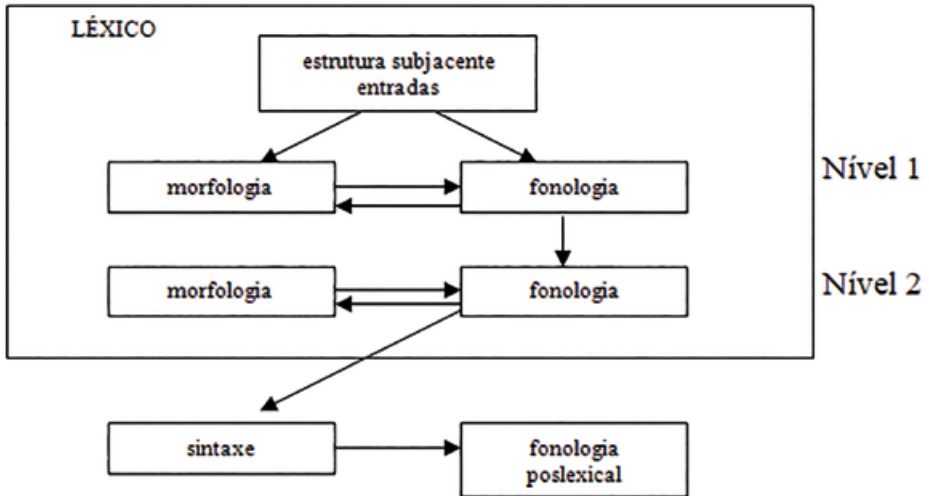 LÉXICO
estrutura subjacente
entradas
morfologia
fonologia
Nível 1
morfologia
fonologia
Nível 2
sintaxe
fonologia
poslexical